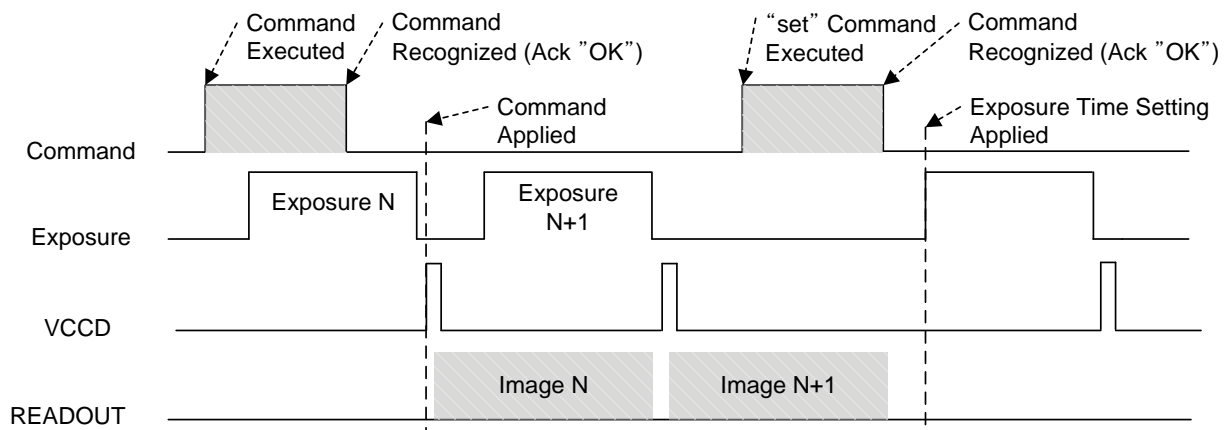 Command
Executed
Command
Recognized (Ack ”OK”)
“set” Command
Executed
Command
Recognized (Ack ”OK”)
Command
Applied
Exposure Time Setting
Applied
Command
Exposure N
Exposure
N+1
Exposure
VCCD
Image N
Image N+1
READOUT